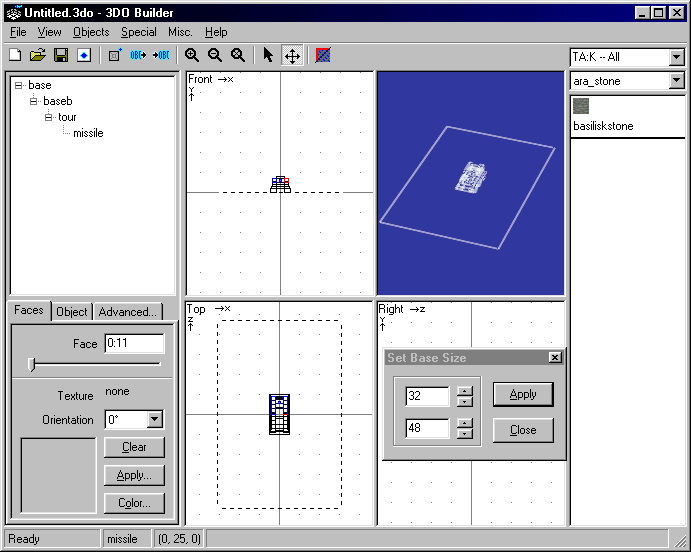 Untitled.3do - 3DO Builder
File View Objects Special Misc. Help
OBJ OBJ
TA:K -- All
ara_stone
basiliskstone
base
baseb
tour
missile
Front →x
Y
Top →x
z
Right →z
Y
Faces Object Advanced...
Face 0:11
Texture none
Orientation 0°
Clear
Apply...
Color...
Set Base Size
32 Apply
48 Close
Ready missile (0, 25, 0)